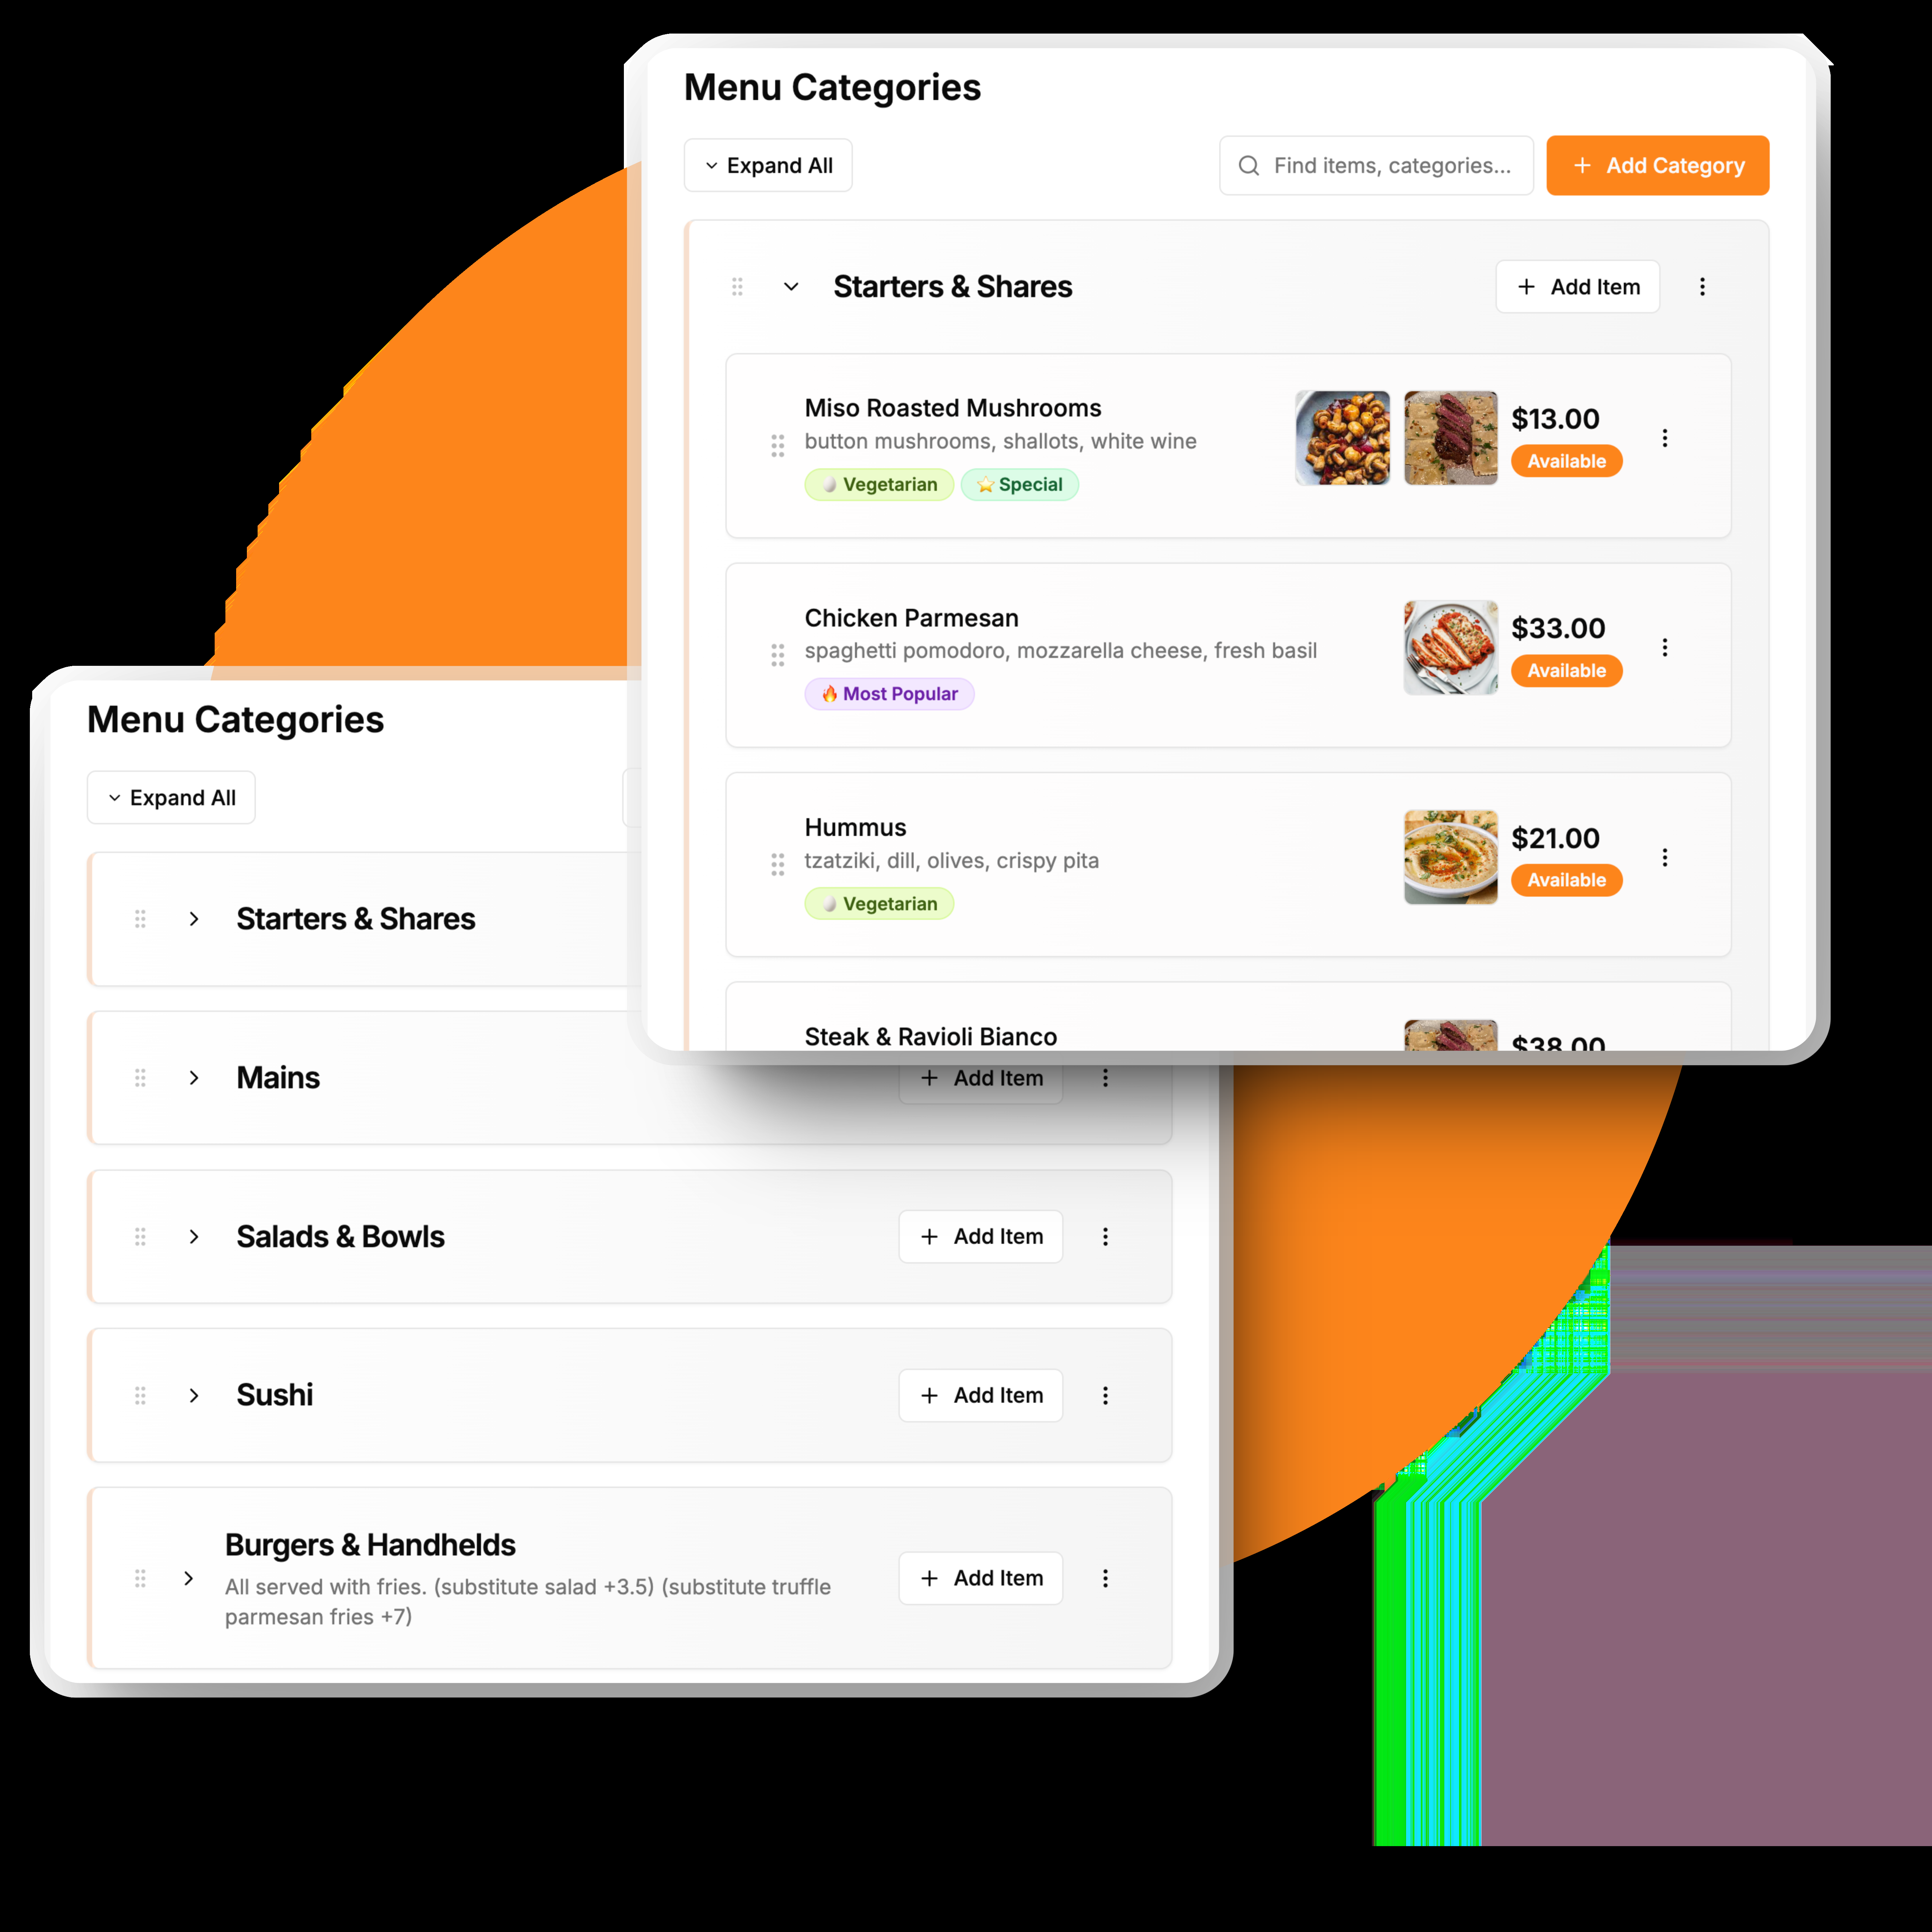 Menu Categories
Expand All
Find items, categories...
+ Add Category
Starters & Shares
+ Add Item
Miso Roasted Mushrooms
button mushrooms, shallots, white wine
Vegetarian
Special
$13.00
Available
Chicken Parmesan
spaghetti pomodoro, mozzarella cheese, fresh basil
Most Popular
$33.00
Available
Hummus
tzatziki, dill, olives, crispy pita
Vegetarian
$21.00
Available
Steak & Ravioli Bianco
$38.00
Menu Categories
Expand All
Starters & Shares
Mains
+ Add Item
Salads & Bowls
+ Add Item
Sushi
+ Add Item
Burgers & Handhelds
All served with fries. (substitute salad +3.5) (substitute truffle
parmesan fries +7)
+ Add Item